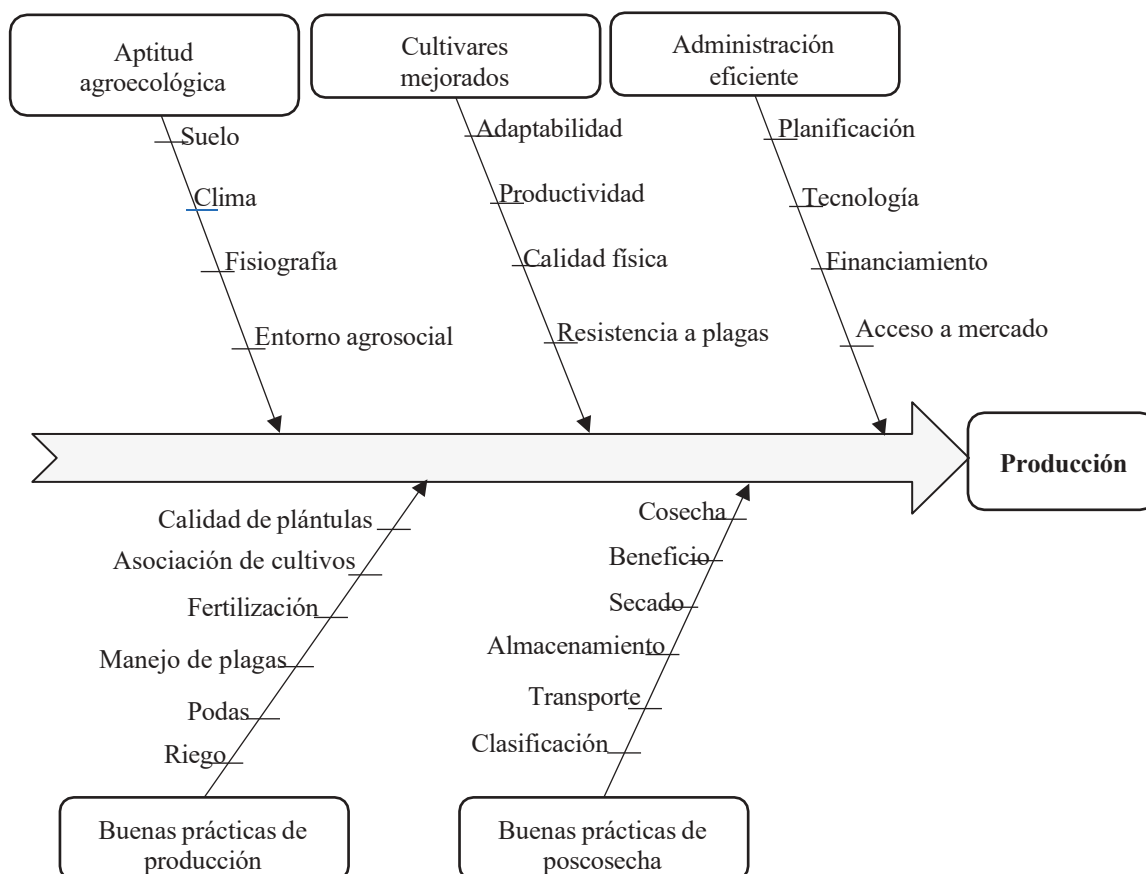 Aptitud
agroecológica
Suelo
Clima
Fisiografía
Entorno agrosocial
Cultivares
mejorados
Adaptabilidad
Productividad
Calidad física
Resistencia a plagas
Administración
eficiente
Planificación
Tecnología
Financiamiento
Acceso a mercado
Producción
Calidad de plántulas
Asociación de cultivos
Fertilización
Manejo de plagas
Podas
Riego
Buenas prácticas de
producción
Cosecha
Beneficio
Secado
Almacenamiento
Transporte
Clasificación
Buenas prácticas de
poscosecha